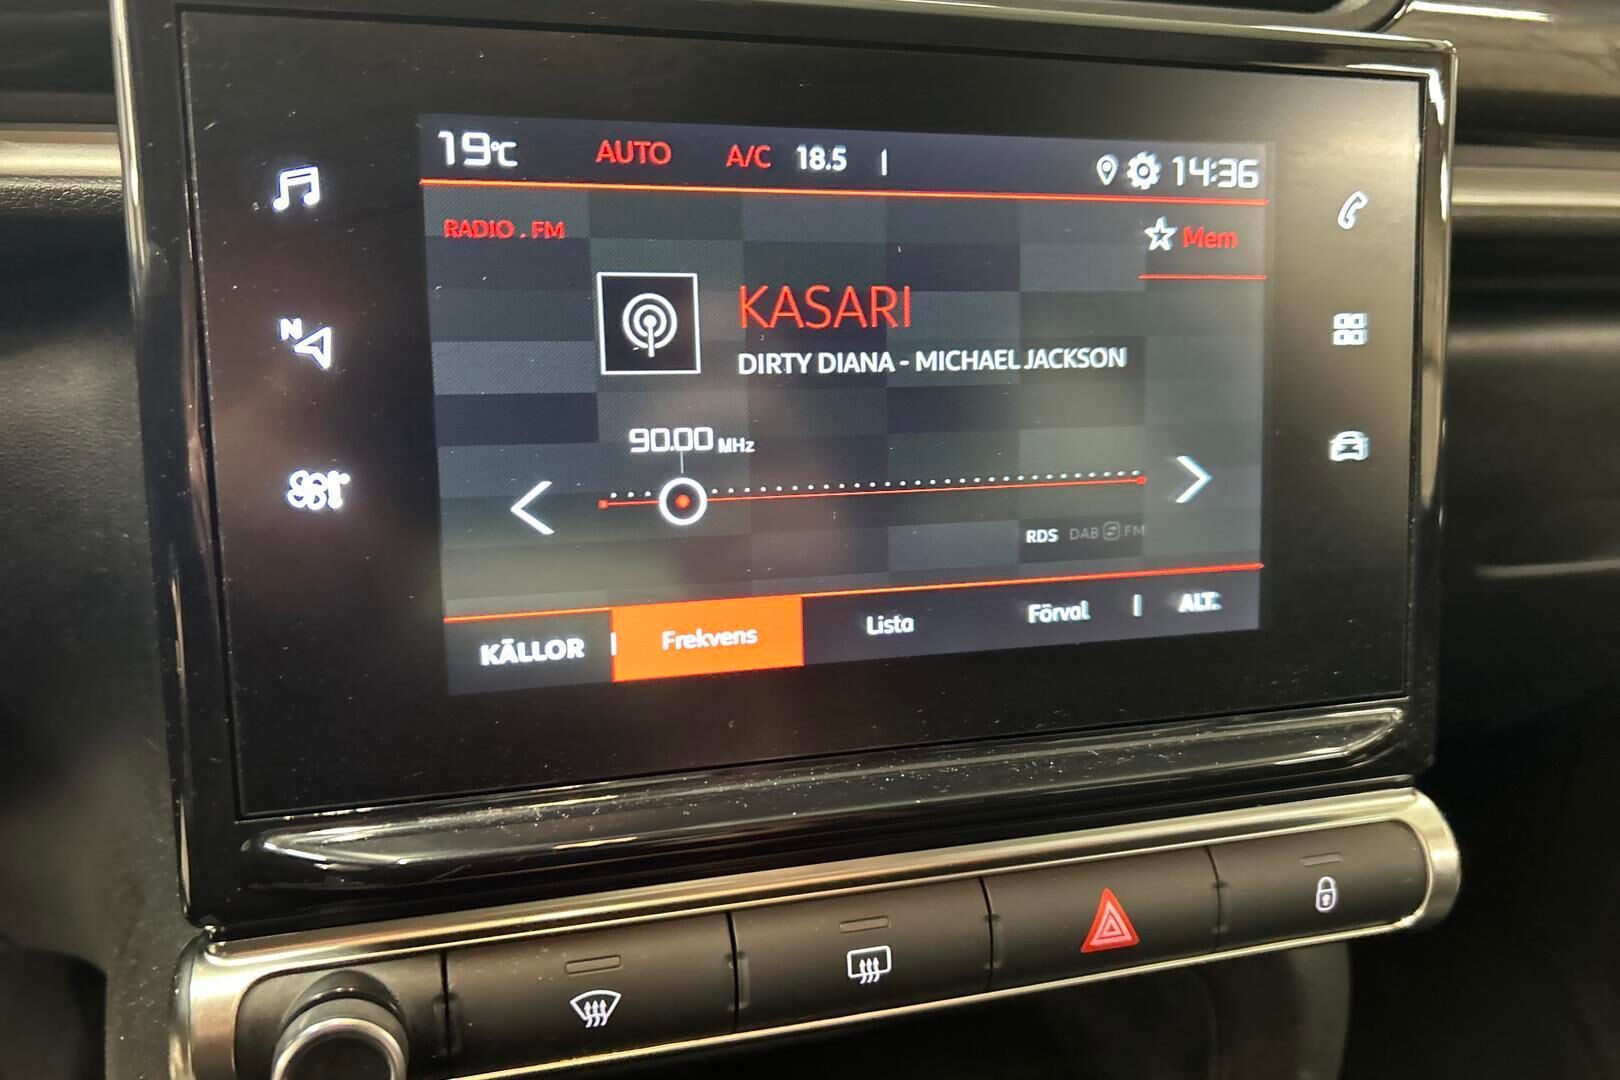 19°C AUTO A/C 18.5 14:36
RADIO . FM
Mem
KASARI
DIRTY DIANA - MICHAEL JACKSON
90.00 MHz
RDS DAB FM
KÄLLOR Frekvens Lista Förval ALT.
N